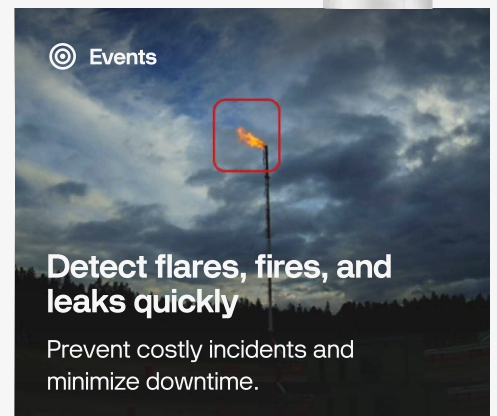 Events
Detect flares, fires, and
leaks quickly
Prevent costly incidents and
minimize downtime.